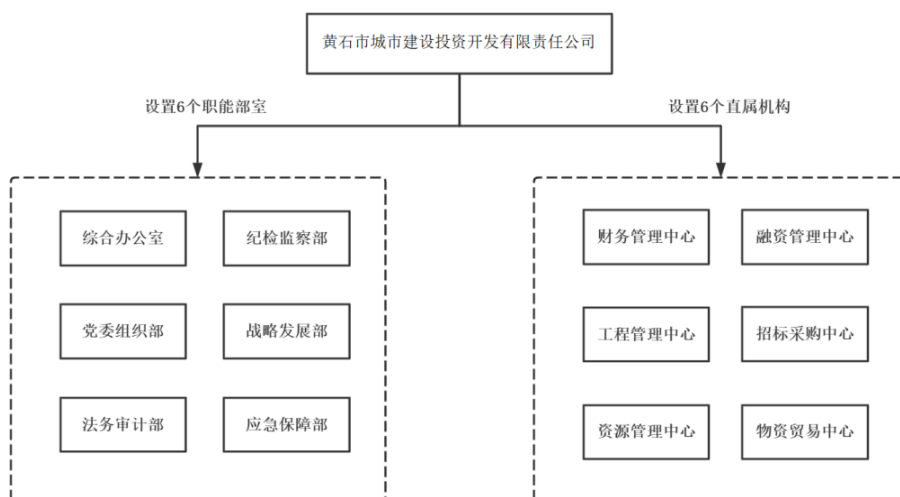 黄石市城市建设投资开发有限责任公司
设置6个职能部室
设置6个直属机构
综合办公室
纪检监察部
党委组织部
战略发展部
法务审计部
应急保障部
财务管理中心
融资管理中心
工程管理中心
招标采购中心
资源管理中心
物资贸易中心